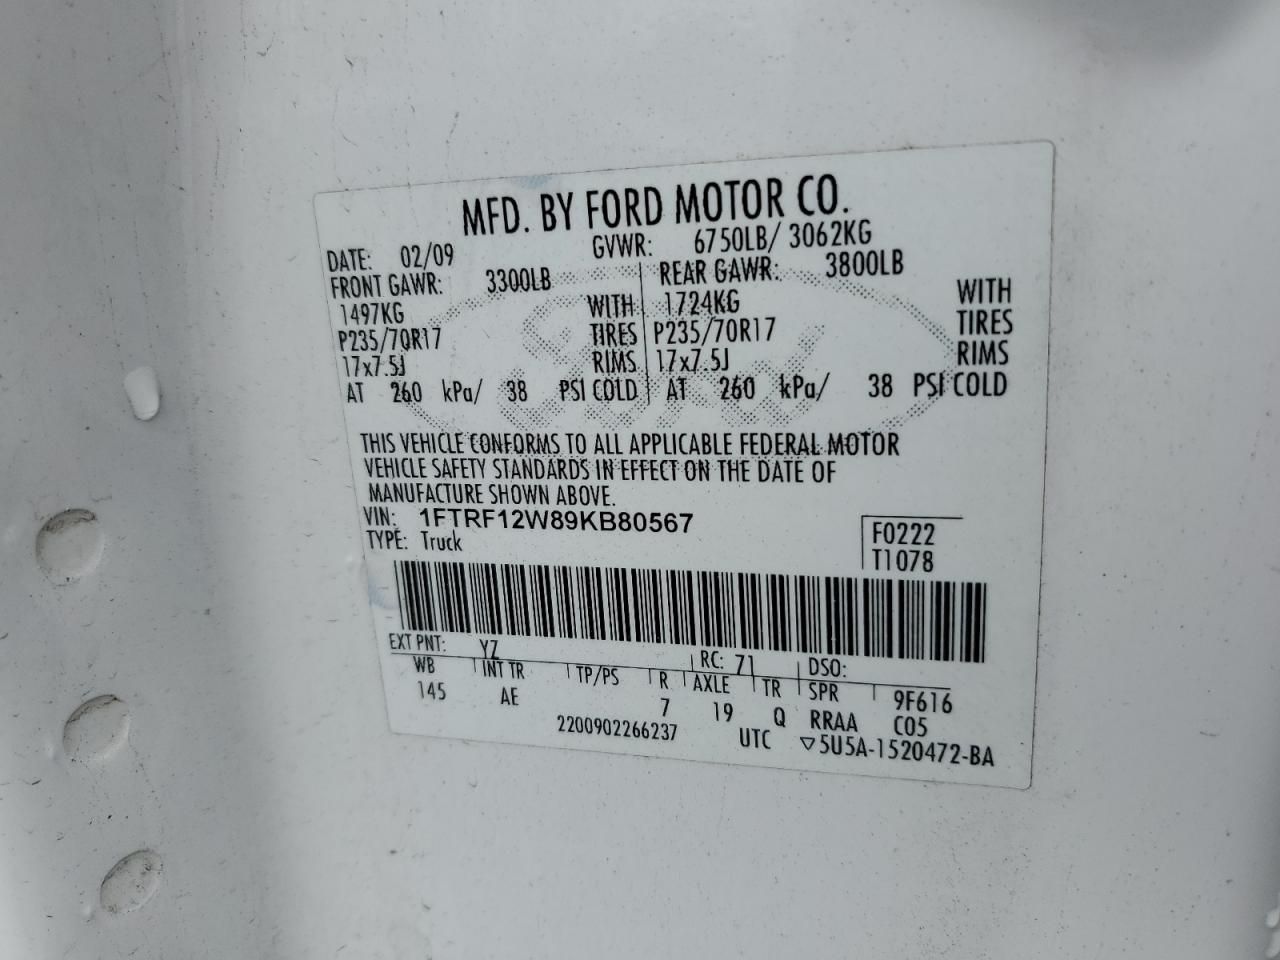 MFD. BY FORD MOTOR CO.
DATE: 02/09 GVWR: 6750LB/ 3062KG
FRONT GAWR: 3300LB REAR GAWR: 3800LB
1497KG WITH 1724KG WITH
P235/70R17 TIRES P235/70R17 TIRES
17x7.5J RIMS 17x7.5J RIMS
AT 260 kPa/ 38 PSI COLD AT 260 kPa/ 38 PSI COLD
THIS VEHICLE CONFORMS TO ALL APPLICABLE FEDERAL MOTOR
VEHICLE SAFETY STANDARDS IN EFFECT ON THE DATE OF
MANUFACTURE SHOWN ABOVE.
VIN: 1FTRF12W89KB80567 F0222
TYPE: Truck T1078
EXT PNT: YZ RC: 71 DSO:
WB INT TR TP/PS R AXLE TR SPR 9F616
145 AE 7 19 Q RRAA C05
2200902266237 UTC ▽5U5A-1520472-BA